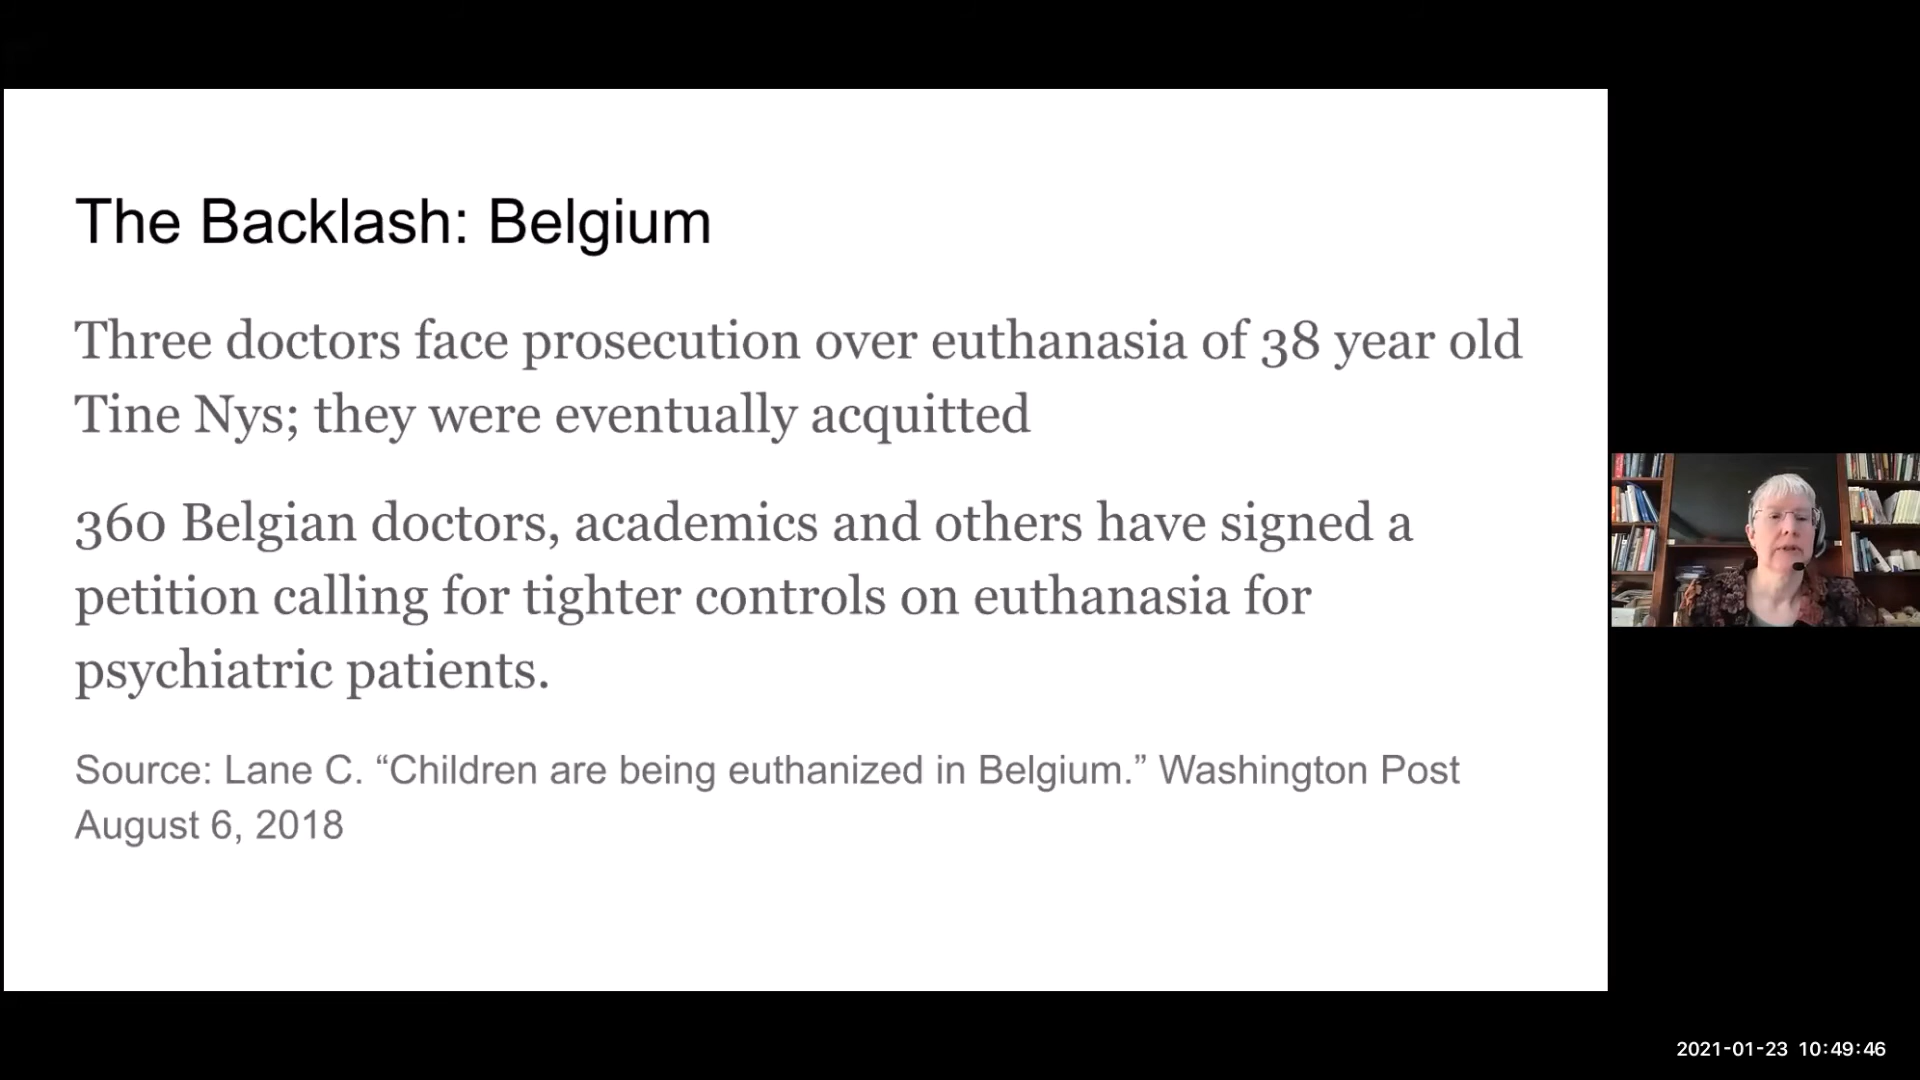 The Backlash: Belgium
Three doctors face prosecution over euthanasia of 38 year old
Tine Nys; they were eventually acquitted
360 Belgian doctors, academics and others have signed a
petition calling for tighter controls on euthanasia for
psychiatric patients.
Source: Lane C. “Children are being euthanized in Belgium.” Washington Post
August 6, 2018
2021-01-23 10:49:46